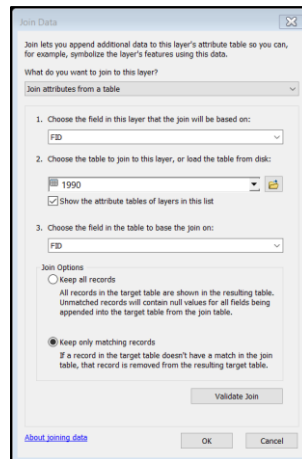 Join Data
Join lets you append additional data to this layer's attribute table so you can,
for example, symbolize the layer's features using this data.
What do you want to join to this layer?
Join attributes from a table
1. Choose the field in this layer that the join will be based on:
FID
2. Choose the table to join to this layer, or load the table from disk:
1990
Show the attribute tables of layers in this list
3. Choose the field in the table to base the join on:
FID
Join Options
Keep all records
All records in the target table are shown in the resulting table.
Unmatched records will contain null values for all fields being
appended into the target table from the join table.
Keep only matching records
If a record in the target table doesn't have a match in the join
table, that record is removed from the resulting target table.
Validate Join
About joining data
OK
Cancel